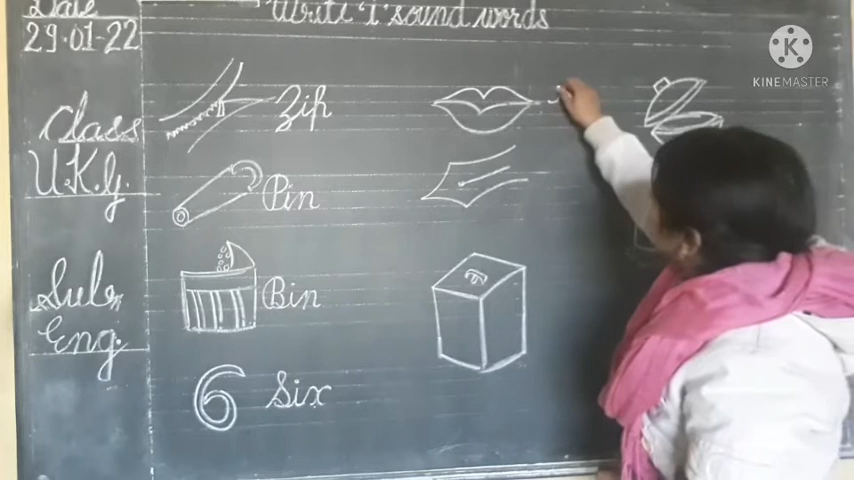 Date
29.01.22
Write 'i' sound words
K
KINEMASTER
Class
U.K.G.
Sub.
Eng.
Zip
Pin
Bin
6 Six